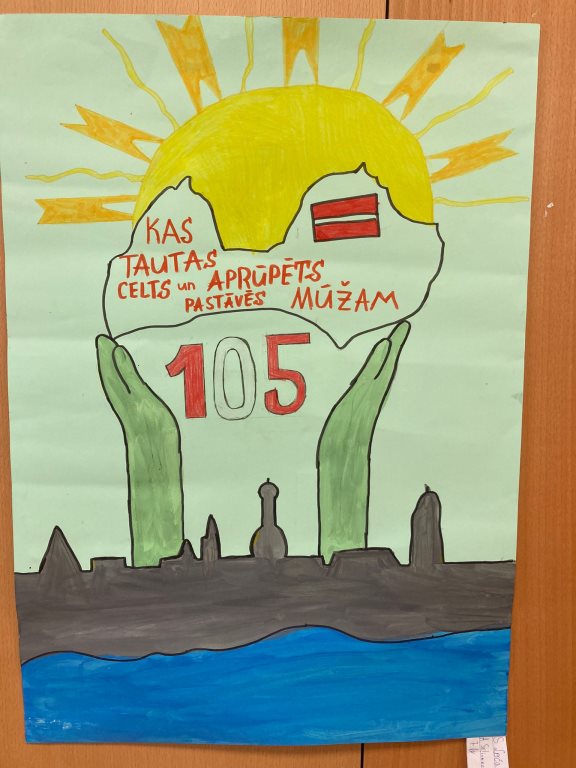 KAS
TAUTAS
CELTS un APRŪPĒTS
PASTĀVĒS MŪŽAM
105